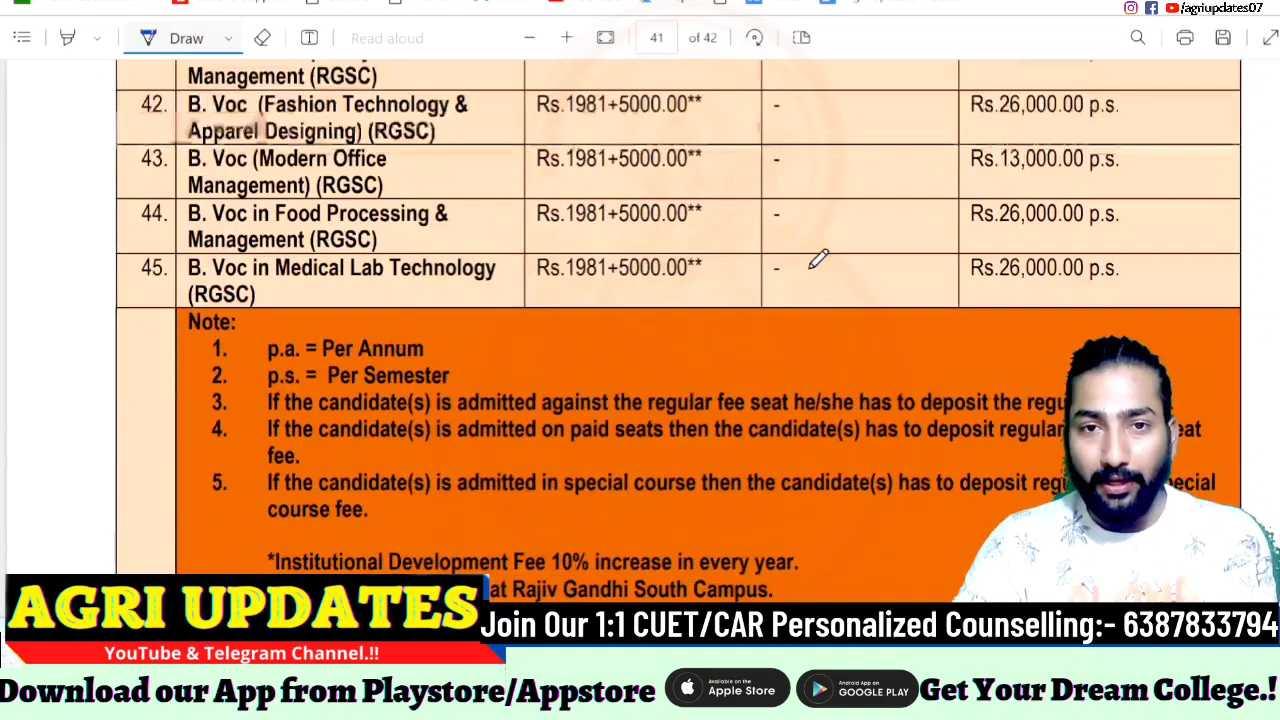 /agriupdates07
Draw
Read aloud
41
of 42
Management (RGSC)
42. B. Voc (Fashion Technology & Rs.1981+5000.00** - Rs.26,000.00 p.s.
Apparel Designing) (RGSC)
43. B. Voc (Modern Office Rs.1981+5000.00** - Rs.13,000.00 p.s.
Management) (RGSC)
44. B. Voc in Food Processing & Rs.1981+5000.00** - Rs.26,000.00 p.s.
Management (RGSC)
45. B. Voc in Medical Lab Technology Rs.1981+5000.00** - Rs.26,000.00 p.s.
(RGSC)
Note:
1. p.a. = Per Annum
2. p.s. = Per Semester
3. If the candidate(s) is admitted against the regular fee seat he/she has to deposit the
4. If the candidate(s) is admitted on paid seats then the candidate(s) has to deposit regular
fee.
5. If the candidate(s) is admitted in special course then the candidate(s) has to deposit
course fee.
*Institutional Development Fee 10% increase in every year.
at Rajiv Gandhi South Campus.
AGRI UPDATES
YouTube & Telegram Channel.!!
Join Our 1:1 CUET/CAR Personalized Counselling:- 6387833794
Download our App from Playstore/Appstore
Available on the
Apple Store
Android App on
GOOGLE PLAY
Get Your Dream College.!